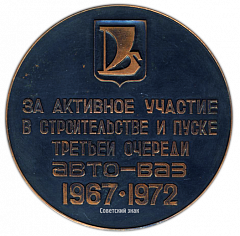 ЗА АКТИВНОЕ УЧАСТИЕ
В СТРОИТЕЛЬСТВЕ И ПУСКЕ
ТРЕТЬЕЙ ОЧЕРЕДИ
АВТО-ВАЗ
1967·1972
Советский знак